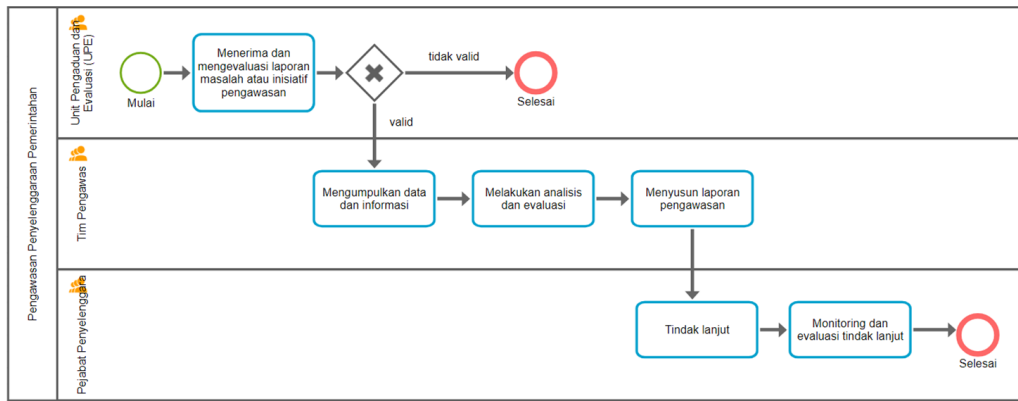 Pengawasan Penyelenggaraan Pemerintahan
Unit Pengaduan dan
Evaluasi (UPE)
Mulai
Menerima dan
mengevaluasi laporan
masalah atau inisiatif
pengawasan
tidak valid
Selesai
valid
Tim Pengawas
Mengumpulkan data
dan informasi
Melakukan analisis
dan evaluasi
Menyusun laporan
pengawasan
Pejabat Penyelenggara
Tindak lanjut
Monitoring dan
evaluasi tindak lanjut
Selesai